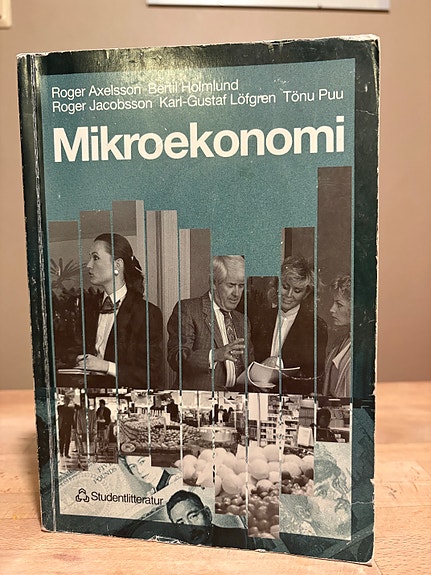 Roger Axelsson Bertil Holmlund
Roger Jacobsson Karl-Gustaf Löfgren Tönu Puu
Mikroekonomi
Studentlitteratur